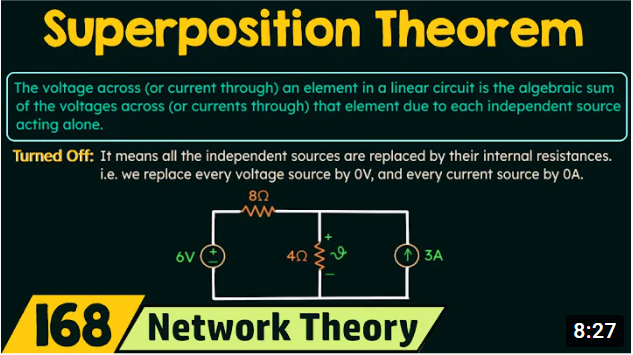 Superposition Theorem
The voltage across (or current through) an element in a linear circuit is the algebraic sum
of the voltages across (or currents through) that element due to each independent source
acting alone.
Turned Off: It means all the independent sources are replaced by their internal resistances.
i.e. we replace every voltage source by 0V, and every current source by 0A.
8Ω
6V + − 4Ω + v − ↑ 3A
168 Network Theory
8:27